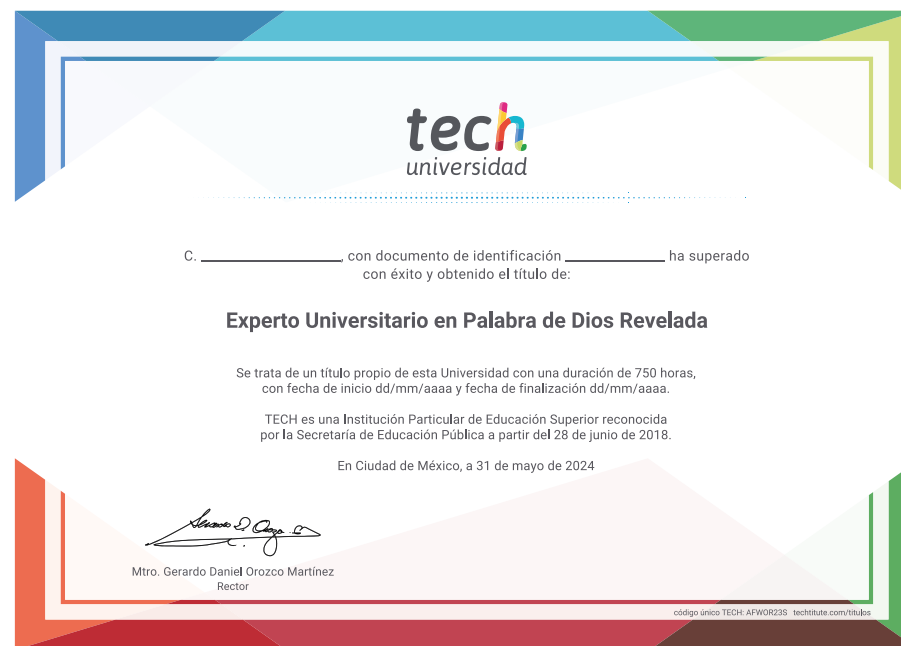 tech
universidad
C. ____________________, con documento de identificación ______________ ha superado
con éxito y obtenido el título de:
Experto Universitario en Palabra de Dios Revelada
Se trata de un título propio de esta Universidad con una duración de 750 horas,
con fecha de inicio dd/mm/aaaa y fecha de finalización dd/mm/aaaa.
TECH es una Institución Particular de Educación Superior reconocida
por la Secretaría de Educación Pública a partir del 28 de junio de 2018.
En Ciudad de México, a 31 de mayo de 2024
Mtro. Gerardo Daniel Orozco Martínez
Rector
código único TECH: AFWOR23S techtitute.com/titulos